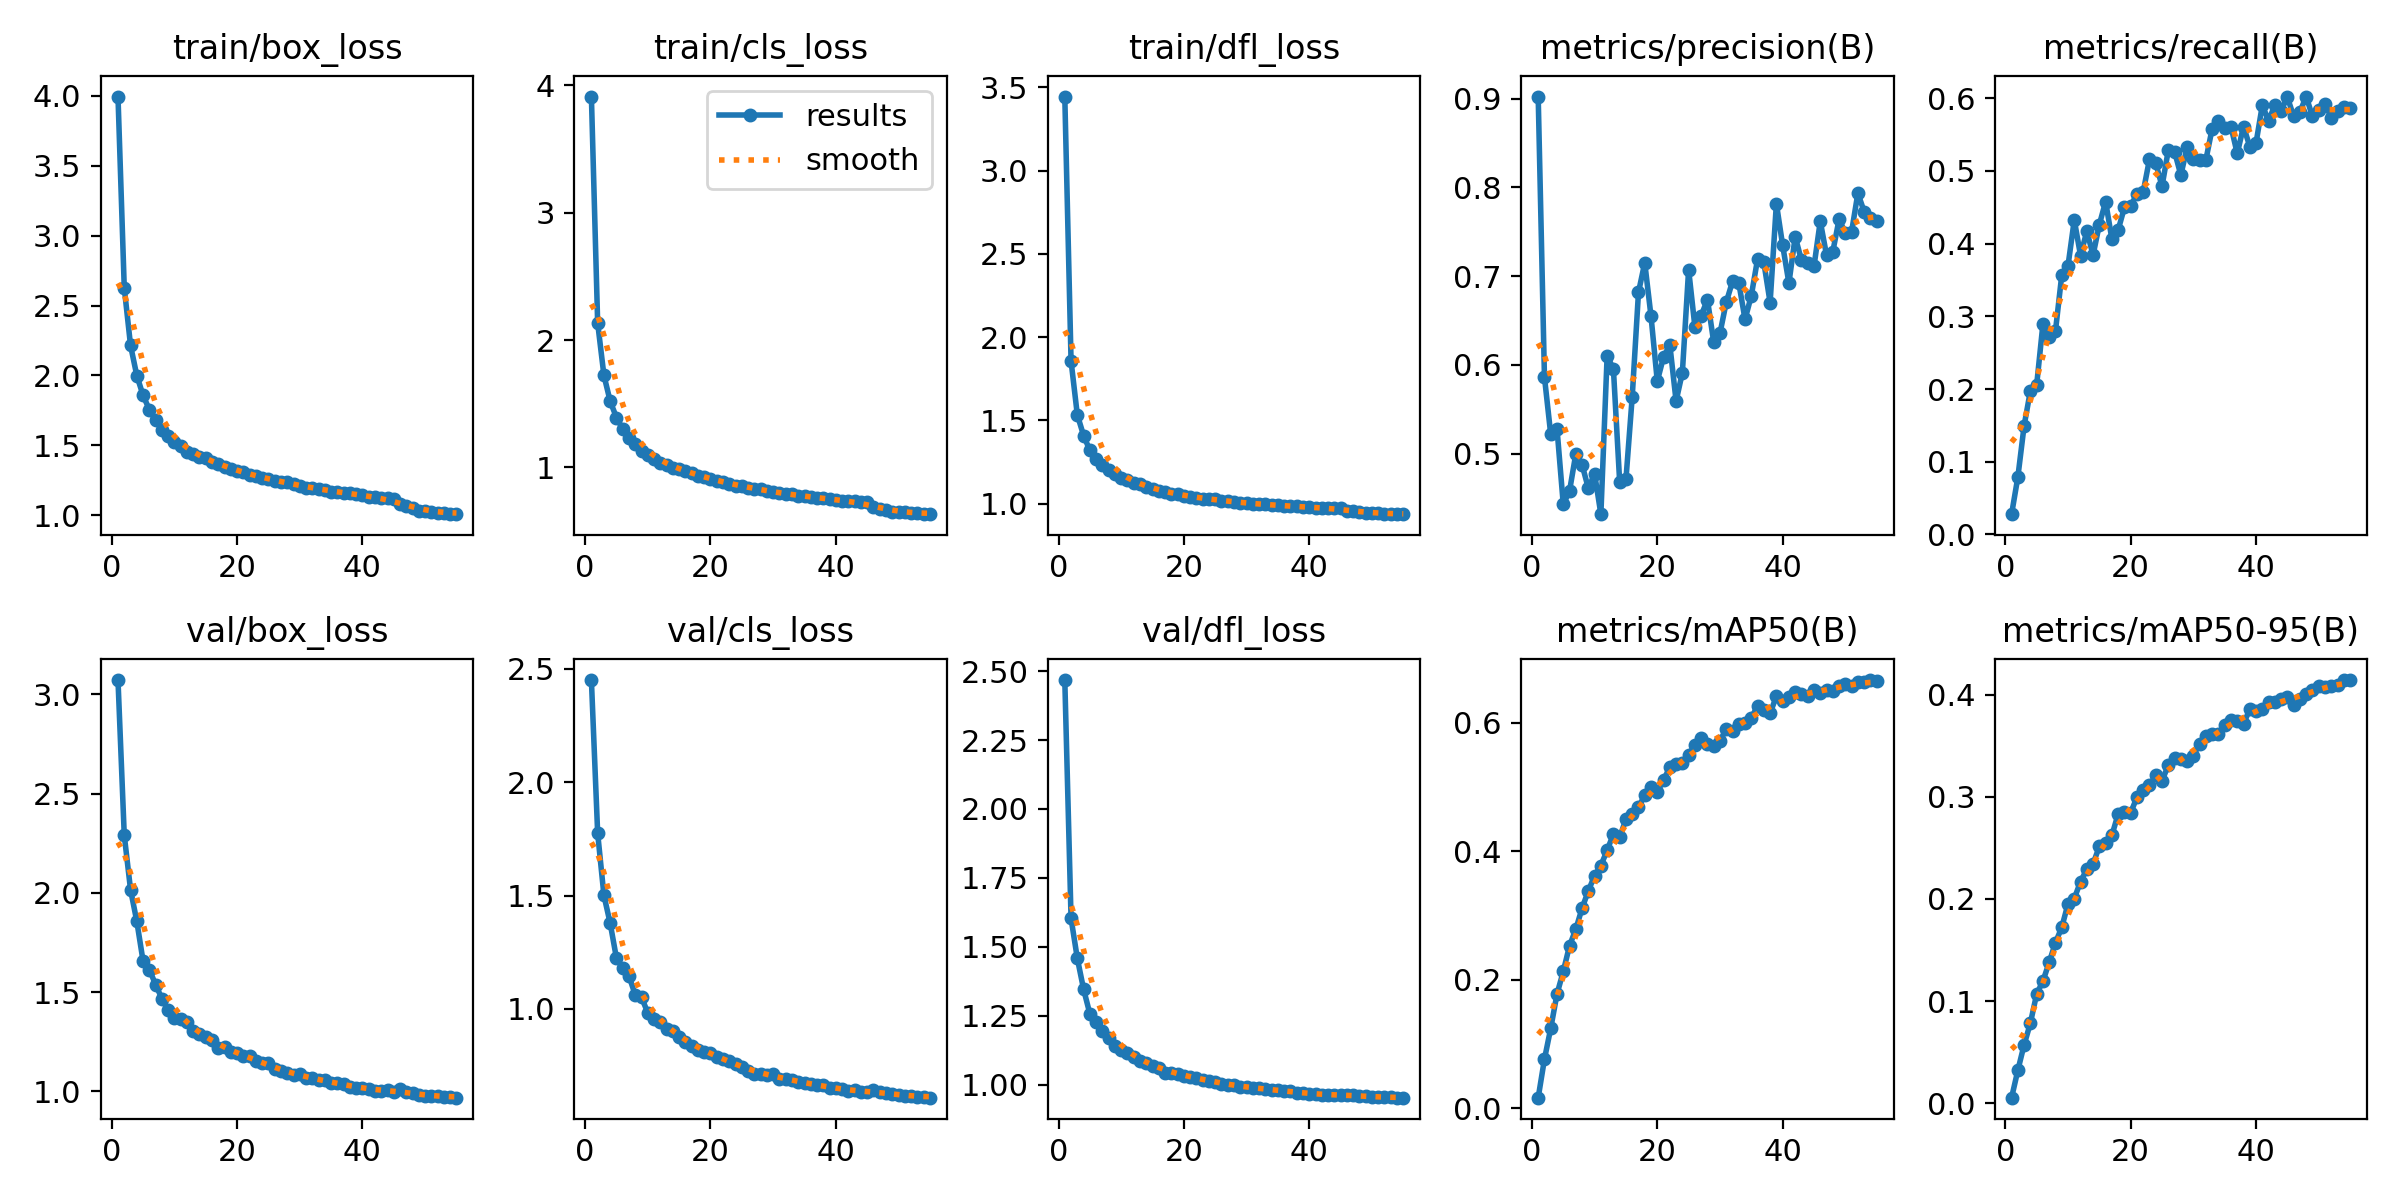 train/box_loss
4.0
3.5
3.0
2.5
2.0
1.5
1.0
0 20 40
train/cls_loss
results
smooth
4
3
2
1
0 20 40
train/dfl_loss
3.5
3.0
2.5
2.0
1.5
1.0
0 20 40
metrics/precision(B)
0.9
0.8
0.7
0.6
0.5
0 20 40
metrics/recall(B)
0.6
0.5
0.4
0.3
0.2
0.1
0.0
0 20 40
val/box_loss
3.0
2.5
2.0
1.5
1.0
0 20 40
val/cls_loss
2.5
2.0
1.5
1.0
0 20 40
val/dfl_loss
2.50
2.25
2.00
1.75
1.50
1.25
1.00
0 20 40
metrics/mAP50(B)
0.6
0.4
0.2
0.0
0 20 40
metrics/mAP50-95(B)
0.4
0.3
0.2
0.1
0.0
0 20 40